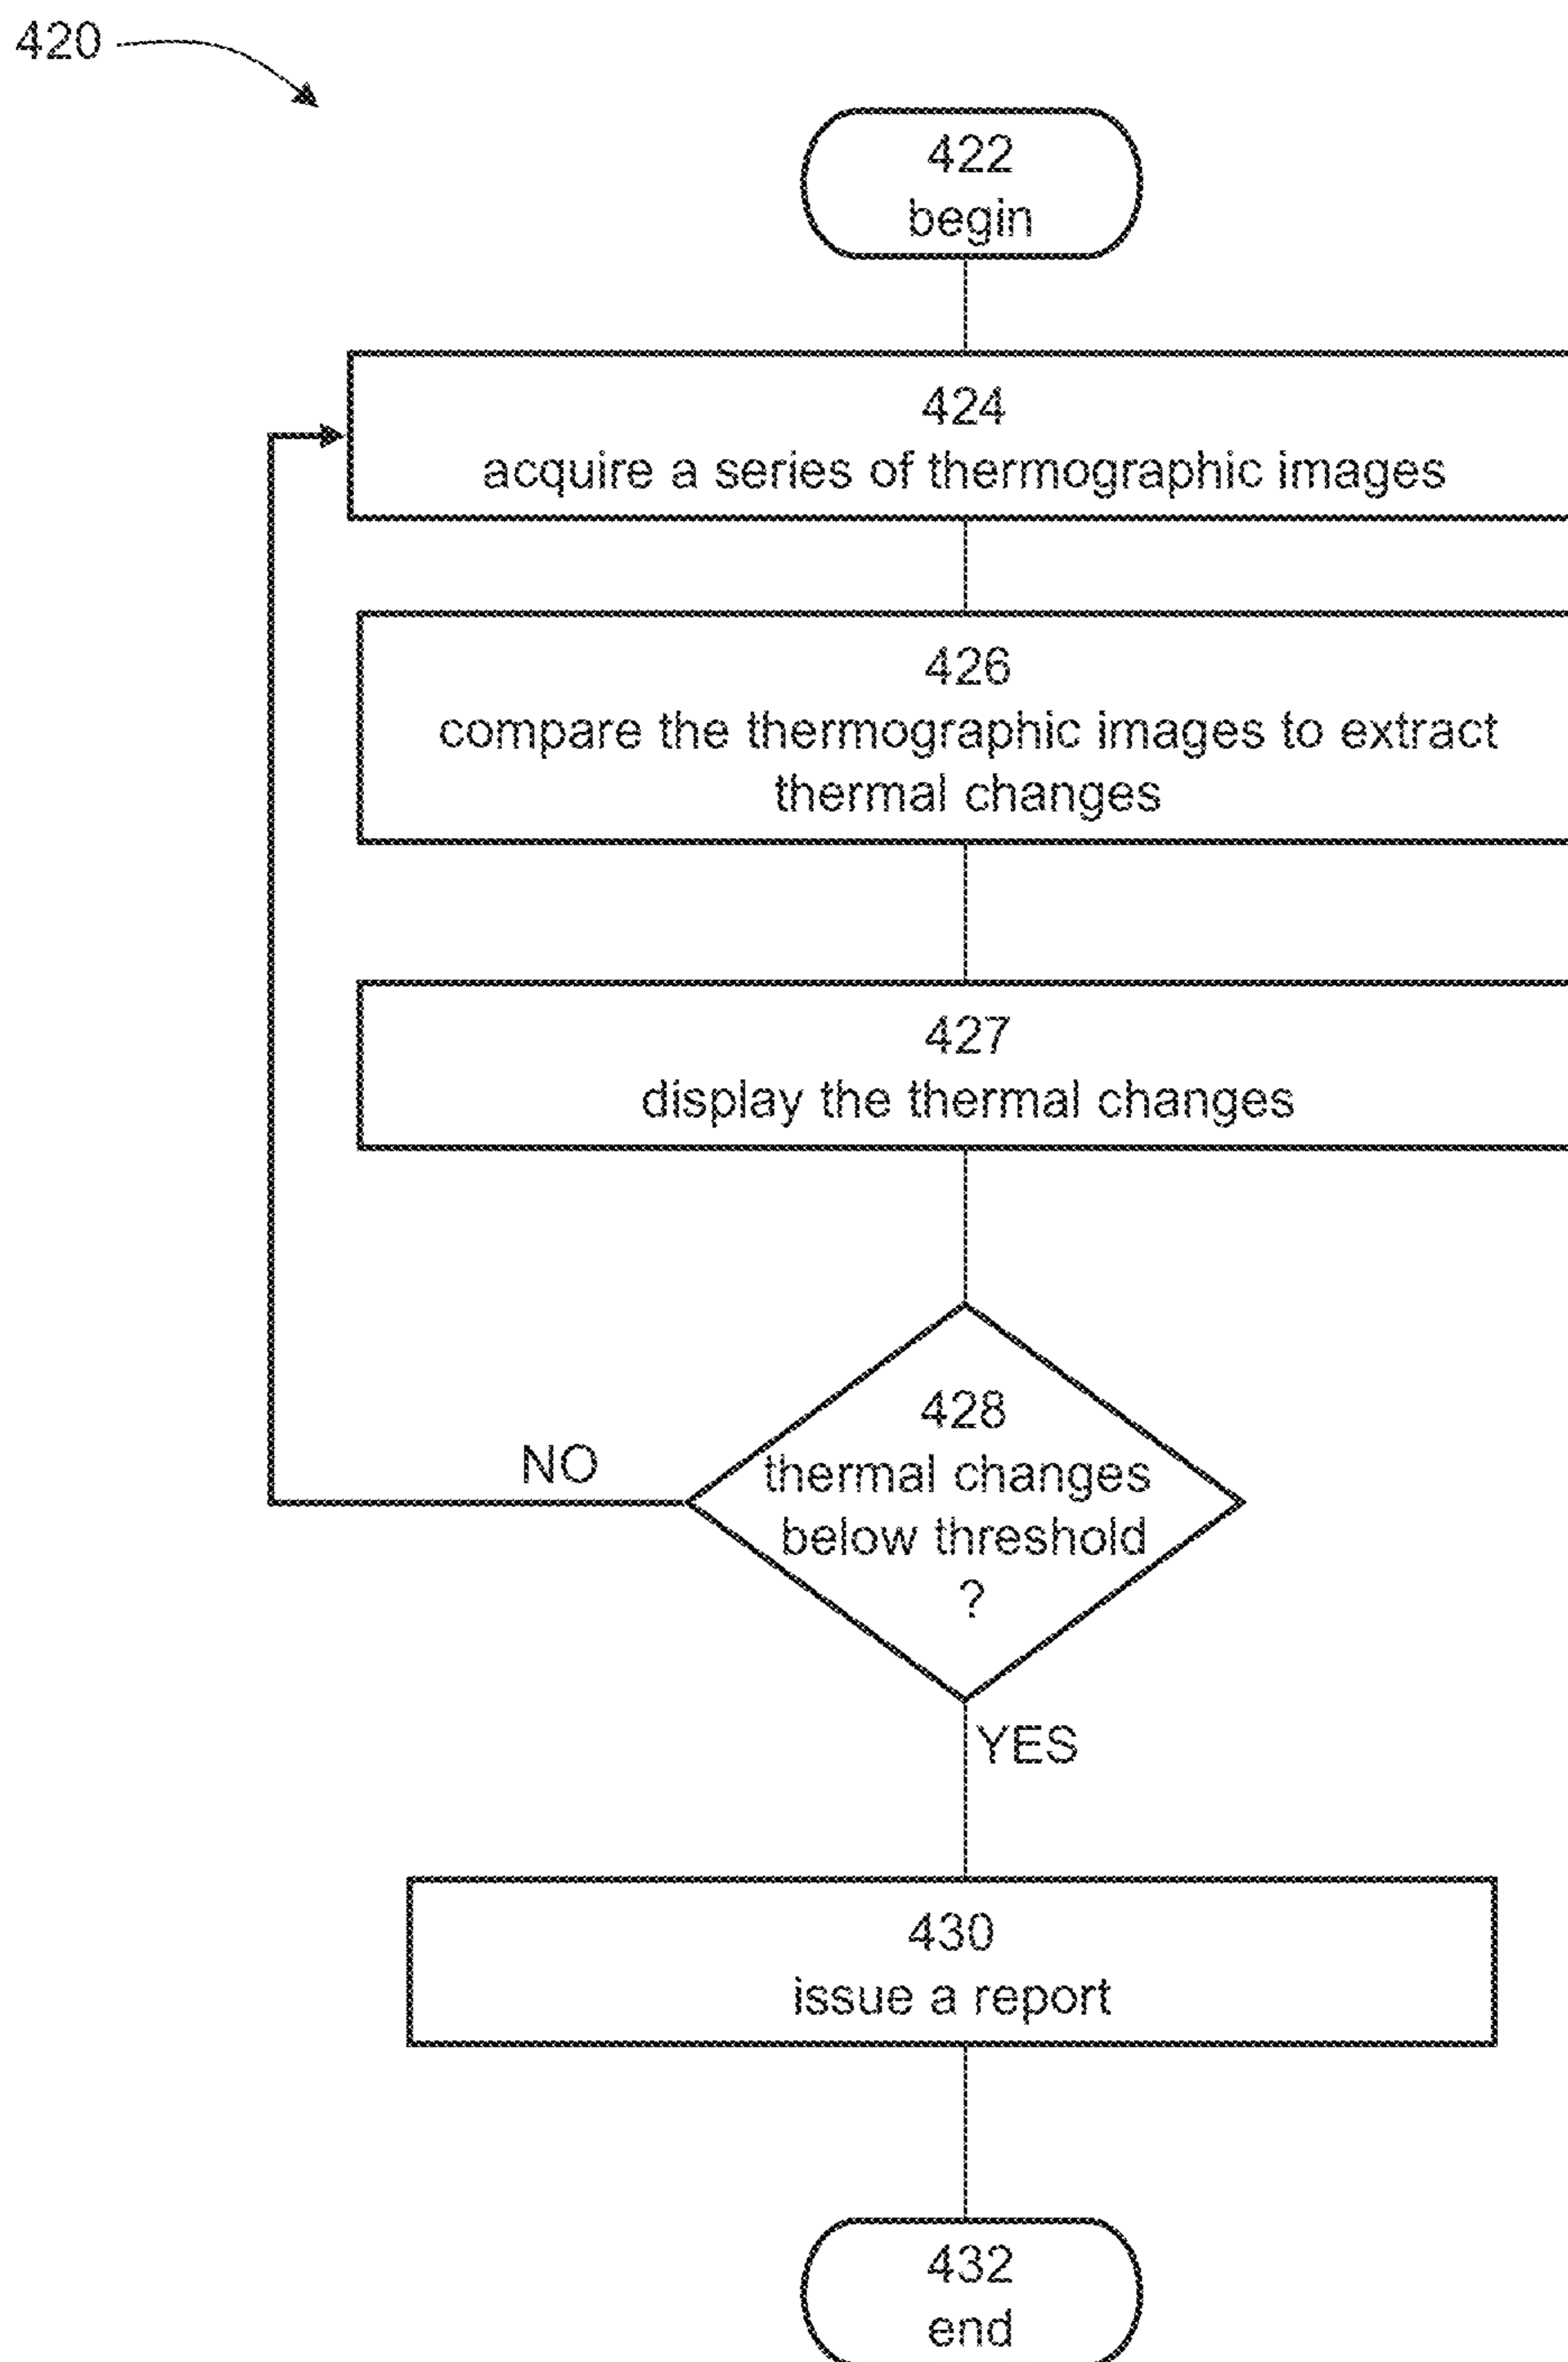 420
422
begin
424
acquire a series of thermographic images
426
compare the thermographic images to extract
thermal changes
427
display the thermal changes
428
thermal changes
below threshold
?
NO
YES
430
issue a report
432
end